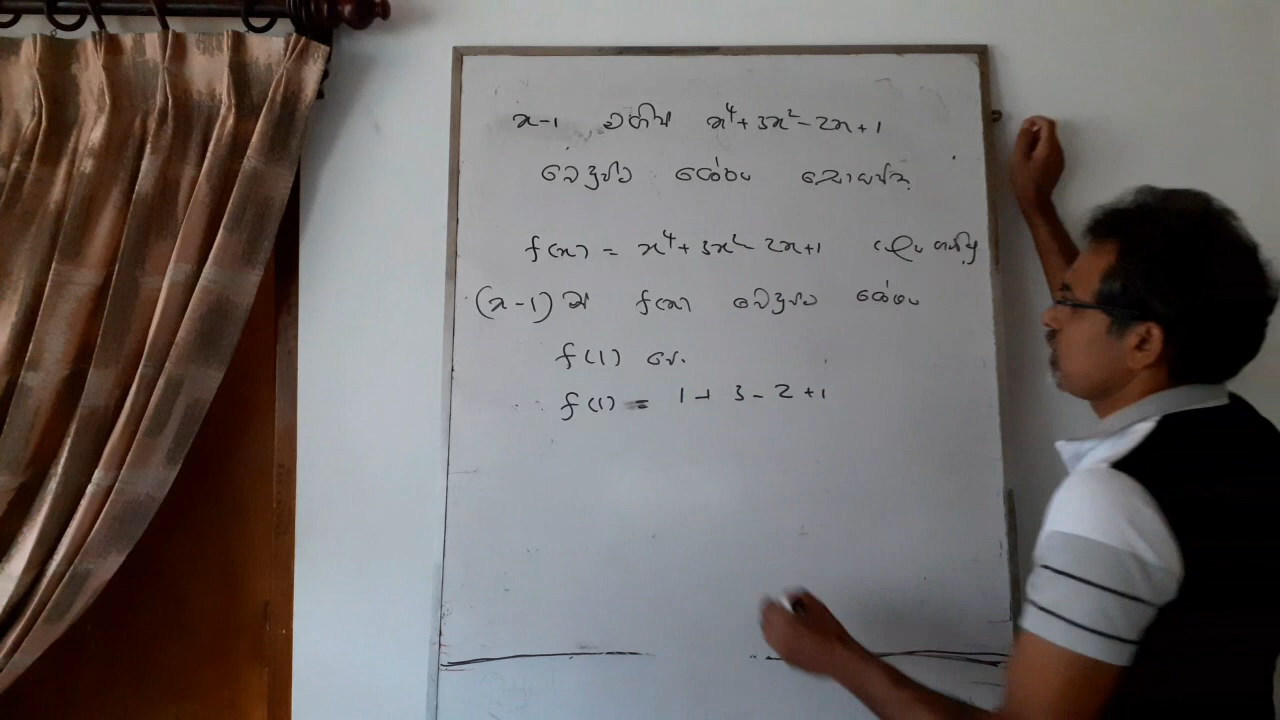 x-1 මගින් x⁴+3x²-2x+1
බෙදූවිට ශේෂය සොයන්න
f(x) = x⁴+3x²-2x+1 ලෙස ගනිමු
(x-1) න් f(x) බෙදූවිට ශේෂය
f(1) වේ.
f(1) = 1+3-2+1